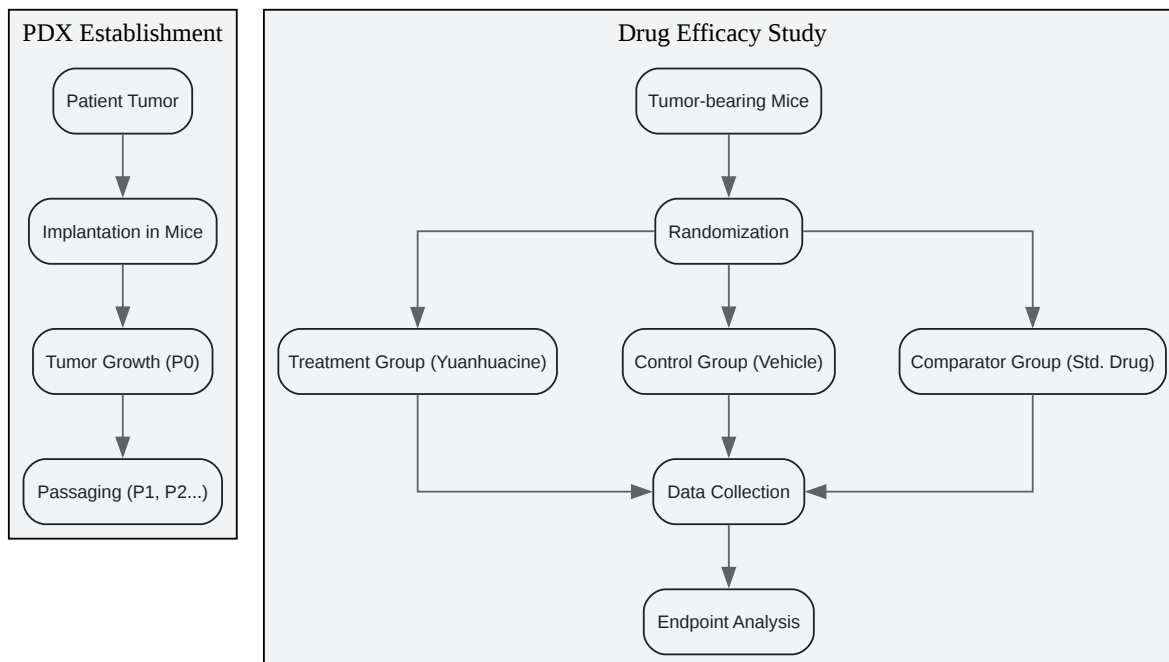 PDX Establishment
Patient Tumor
Implantation in Mice
Tumor Growth (P0)
Passaging (P1, P2...)
Drug Efficacy Study
Tumor-bearing Mice
Randomization
Treatment Group (Yuanhuacine)
Control Group (Vehicle)
Comparator Group (Std. Drug)
Data Collection
Endpoint Analysis